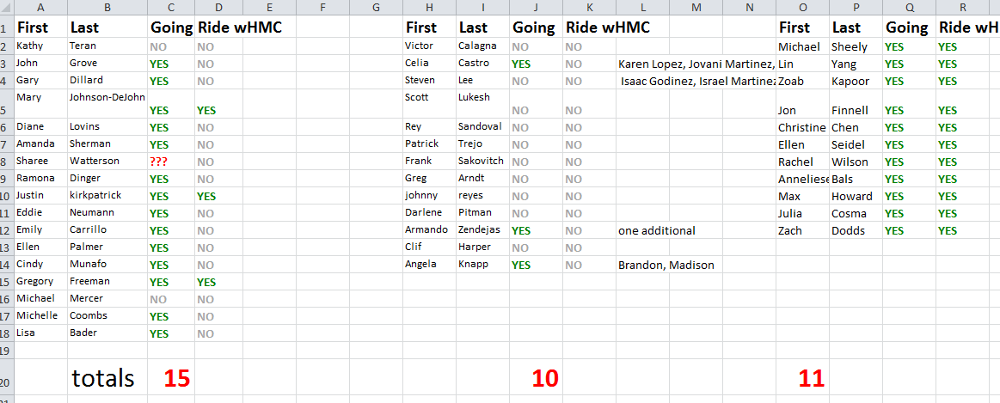 A B C D E F G H I J K L M N O P Q R
1 First Last Going Ride wHMC First Last Going Ride wHMC First Last Going Ride wH
2 Kathy Teran NO NO Victor Calagna NO NO Michael Sheely YES YES
3 John Grove YES NO Celia Castro YES NO Karen Lopez, Jovani Martinez, Lin Yang YES YES
4 Gary Dillard YES NO Steven Lee NO NO Isaac Godinez, Israel Martinez Zoab Kapoor YES YES
5 Mary Johnson-DeJohn YES YES Scott Lukesh NO NO Jon Finnell YES YES
6 Diane Lovins YES NO Rey Sandoval NO NO Christine Chen YES YES
7 Amanda Sherman YES NO Patrick Trejo NO NO Ellen Seidel YES YES
8 Sharee Watterson ??? NO Frank Sakovitch NO NO Rachel Wilson YES YES
9 Ramona Dinger YES NO Greg Arndt NO NO Anneliese Bals YES YES
10 Justin kirkpatrick YES YES johnny reyes NO NO Max Howard YES YES
11 Eddie Neumann YES NO Darlene Pitman NO NO Julia Cosma YES YES
12 Emily Carrillo YES NO Armando Zendejas YES NO one additional Zach Dodds YES YES
13 Ellen Palmer YES NO Clif Harper NO NO
14 Cindy Munafo YES NO Angela Knapp YES NO Brandon, Madison
15 Gregory Freeman YES YES
16 Michael Mercer NO NO
17 Michelle Coombs YES NO
18 Lisa Bader YES NO
19
20 totals 15 10 11